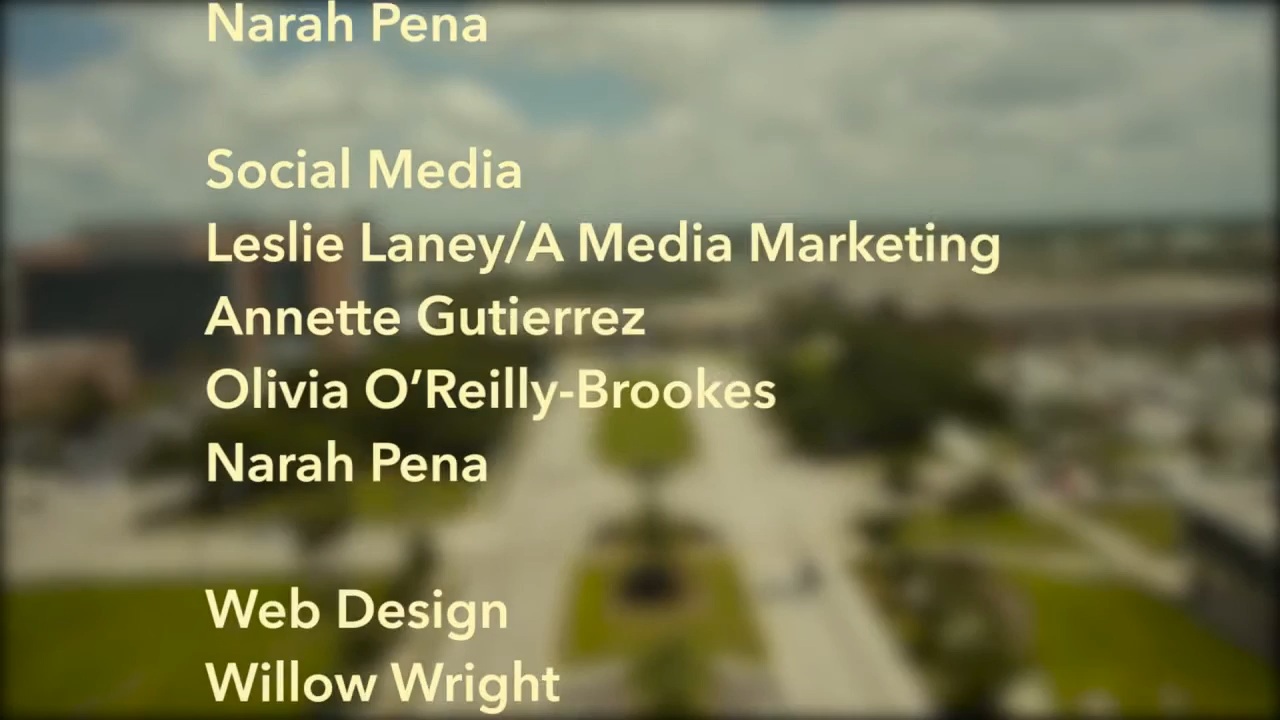 Narah Pena
Social Media
Leslie Laney/A Media Marketing
Annette Gutierrez
Olivia O’Reilly-Brookes
Narah Pena
Web Design
Willow Wright